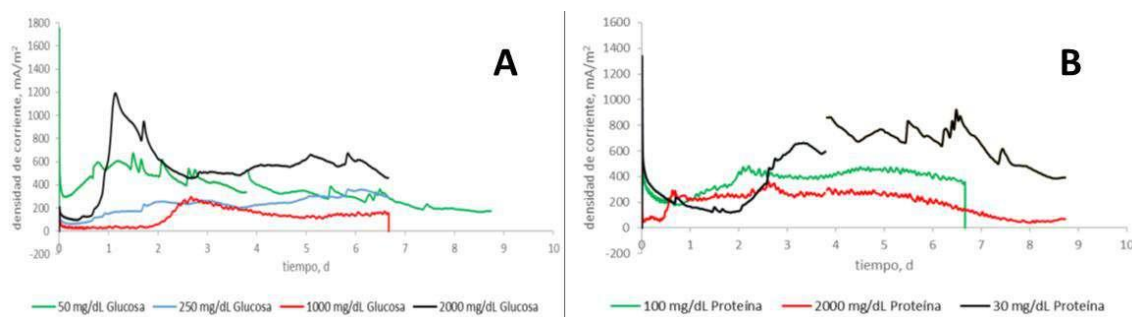 1800
1600
1400
1200
1000
800
600
400
200
0
-200
densidad de corriente, mA/m²
0 1 2 3 4 5 6 7 8 9 10
tiempo, d
A
50 mg/dL Glucosa 250 mg/dL Glucosa 1000 mg/dL Glucosa 2000 mg/dL Glucosa
1600
1400
1200
1000
800
600
400
200
0
-200
densidad de corriente, mA/m²
0 1 2 3 4 5 6 7 8 9 10
tiempo, d
B
100 mg/dL Proteína 2000 mg/dL Proteína 30 mg/dL Proteína